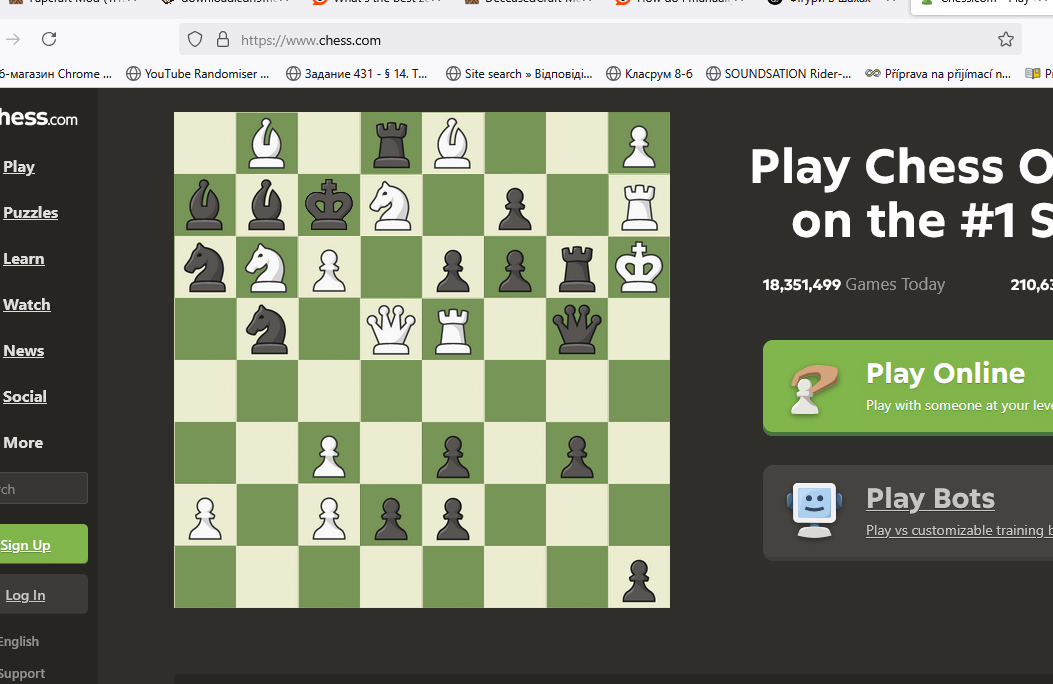 https://www.chess.com
б-магазин Chrome ...
YouTube Randomiser ...
Задание 431 - § 14. Т...
Site search » Відповіді...
Класрум 8-б
SOUNDSATION Rider-...
Příprava na přijímací n...
hess.com
Play
Puzzles
Learn
Watch
News
Social
More
rch
Sign Up
Log In
English
Support
Play Chess O
on the #1 S
18,351,499 Games Today
210,63
Play Online
Play with someone at your leve
Play Bots
Play vs customizable training b